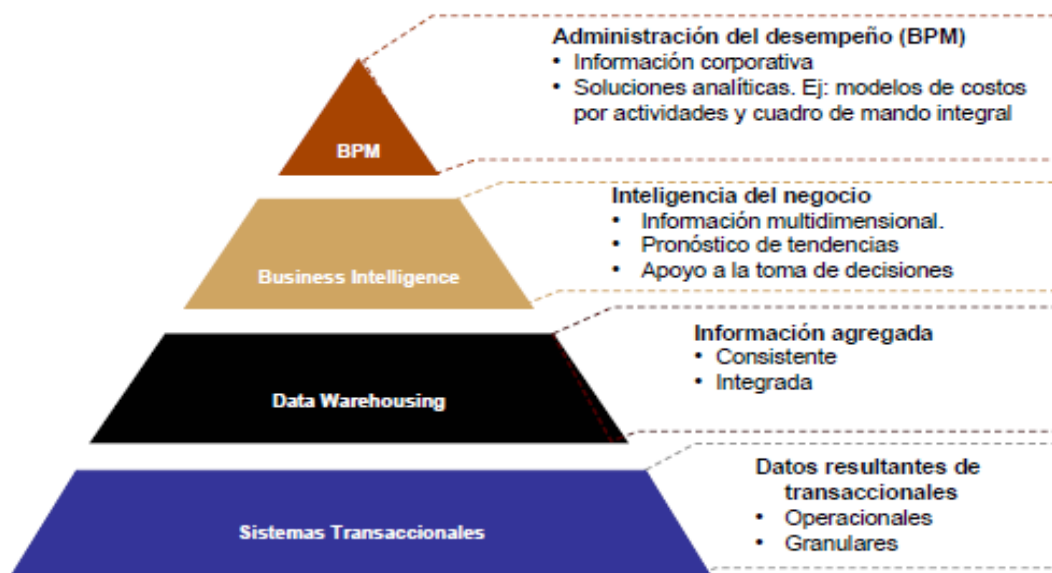 Administración del desempeño (BPM)
• Información corporativa
• Soluciones analíticas. Ej: modelos de costos
por actividades y cuadro de mando integral
BPM
Inteligencia del negocio
• Información multidimensional.
• Pronóstico de tendencias
• Apoyo a la toma de decisiones
Business Intelligence
Información agregada
• Consistente
• Integrada
Data Warehousing
Datos resultantes de
transaccionales
• Operacionales
• Granulares
Sistemas Transaccionales